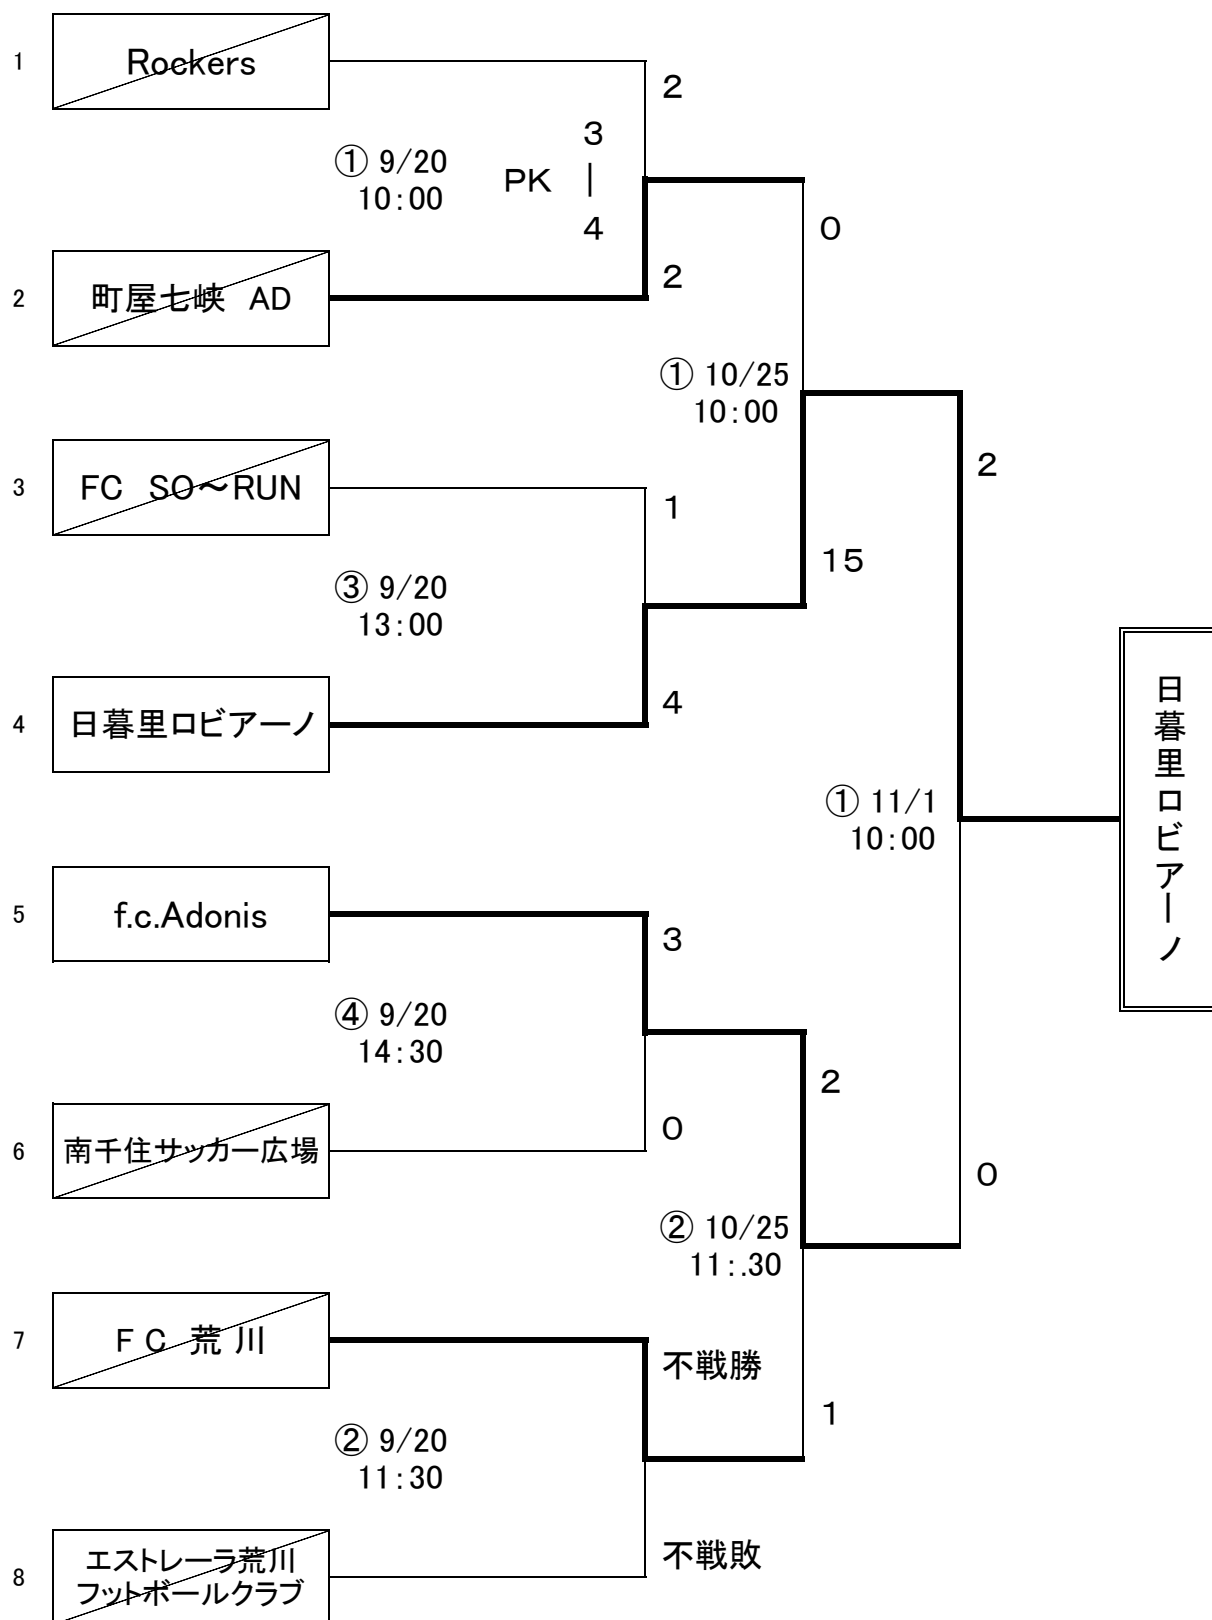 1
Rockers
2
3
① 9/20
10:00
PK
|
4
0
2
町屋七峡 AD
2
① 10/25
10:00
3
FC SO～RUN
1
2
15
③ 9/20
13:00
4
日暮里ロビアーノ
4
① 11/1
10:00
日暮里ロビアーノ
5
f.c.Adonis
3
④ 9/20
14:30
2
6
南千住サッカー広場
0
0
② 10/25
11:.30
7
FC 荒川
不戦勝
1
② 9/20
11:30
8
エストレーラ荒川
フットボールクラブ
不戦敗